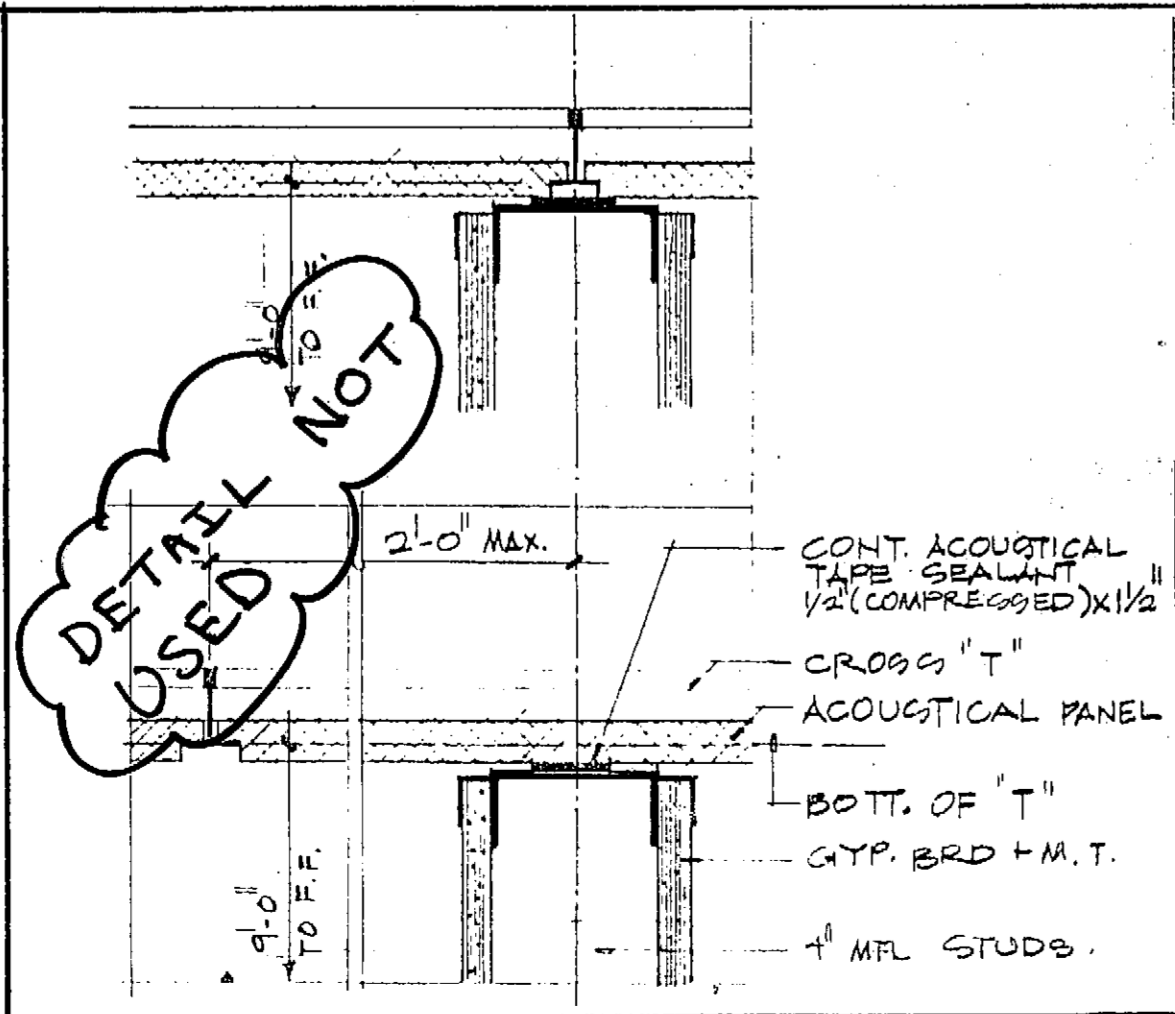 9'-0"
TO F.F.
DETAIL NOT
USED
2'-0" MAX.
CONT. ACOUSTICAL
TAPE SEALANT
1/2"(COMPRESSED)X1/2"
CROSS "T"
ACOUSTICAL PANEL
BOTT. OF "T"
GYP. BRD + M.T.
4" MTL STUDS.
9'-0"
TO F.F.